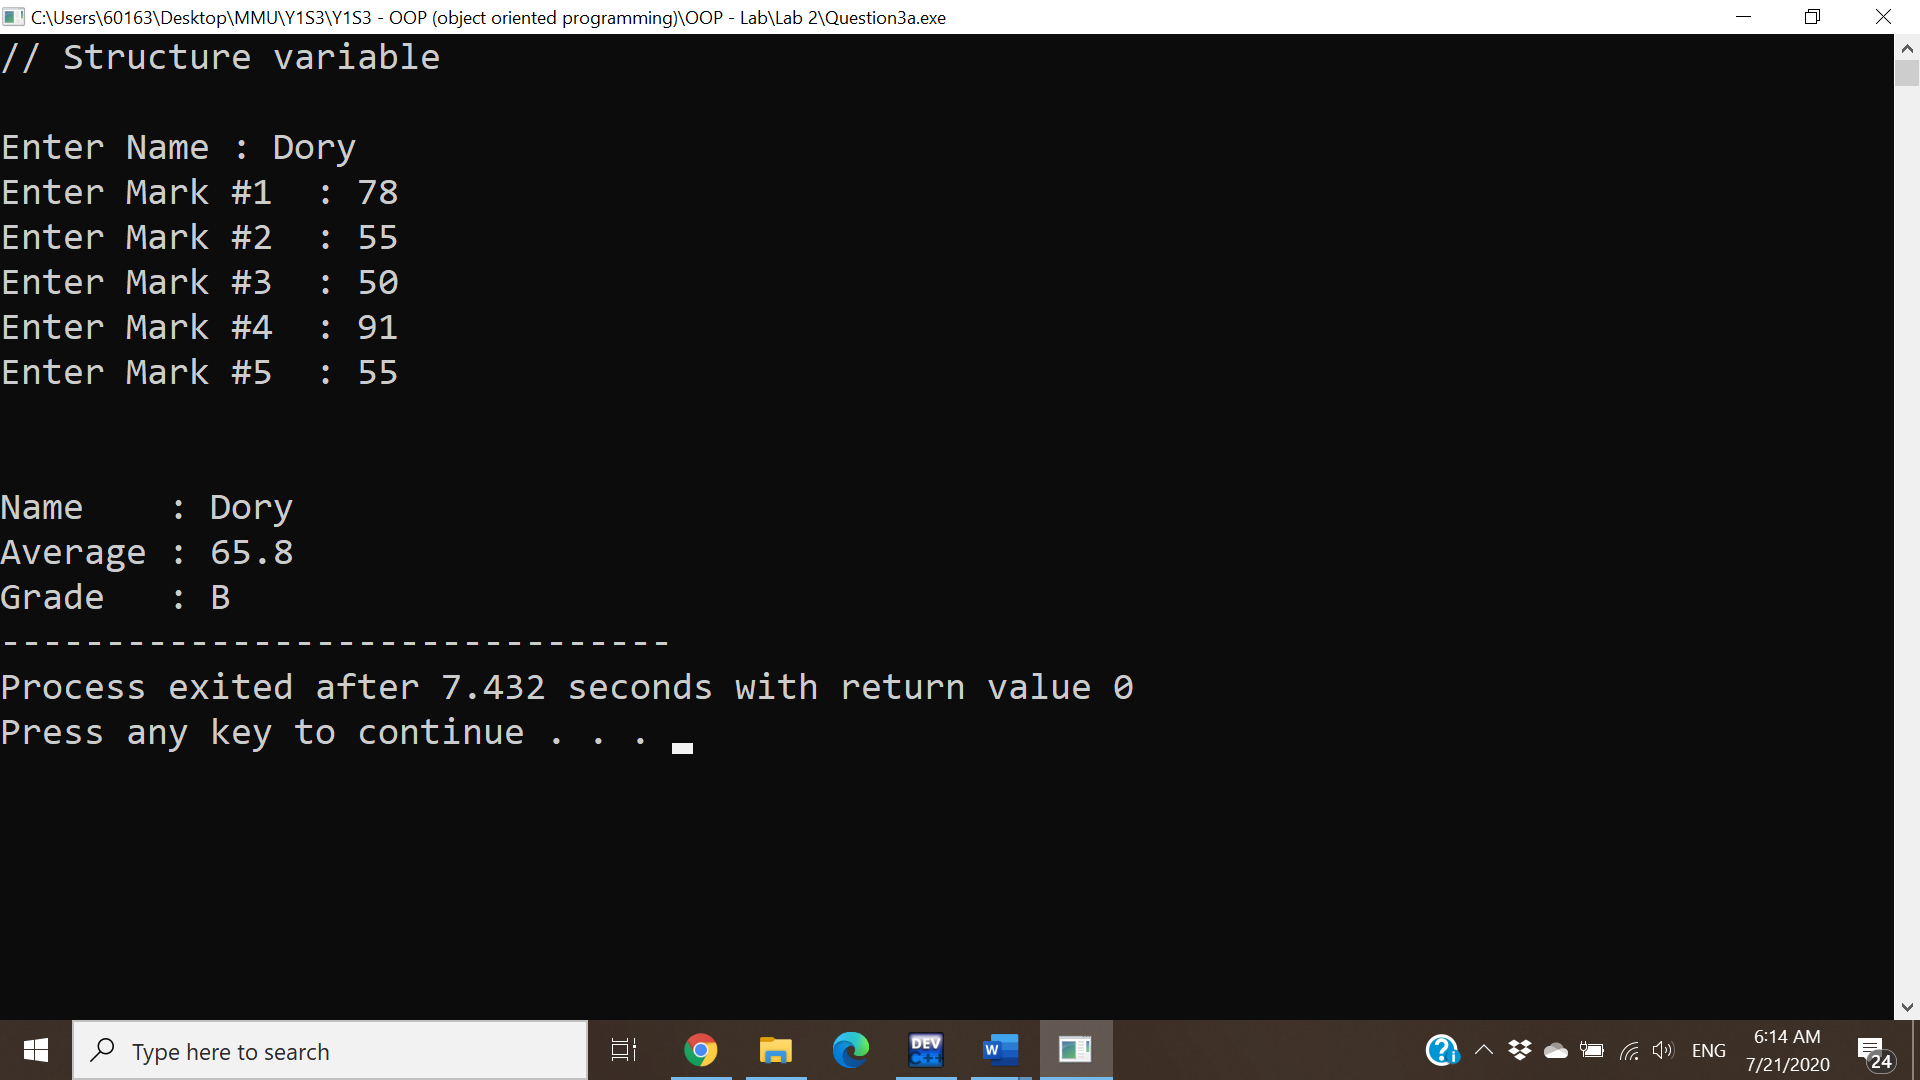 C:\Users\60163\Desktop\MMU\Y1S3\Y1S3 - OOP (object oriented programming)\OOP - Lab\Lab 2\Question3a.exe
// Structure variable
Enter Name : Dory
Enter Mark #1  : 78
Enter Mark #2  : 55
Enter Mark #3  : 50
Enter Mark #4  : 91
Enter Mark #5  : 55
Name    : Dory
Average : 65.8
Grade   : B
--------------------------------
Process exited after 7.432 seconds with return value 0
Press any key to continue . . .
Type here to search
DEV
C++
W
ENG
6:14 AM
7/21/2020
24